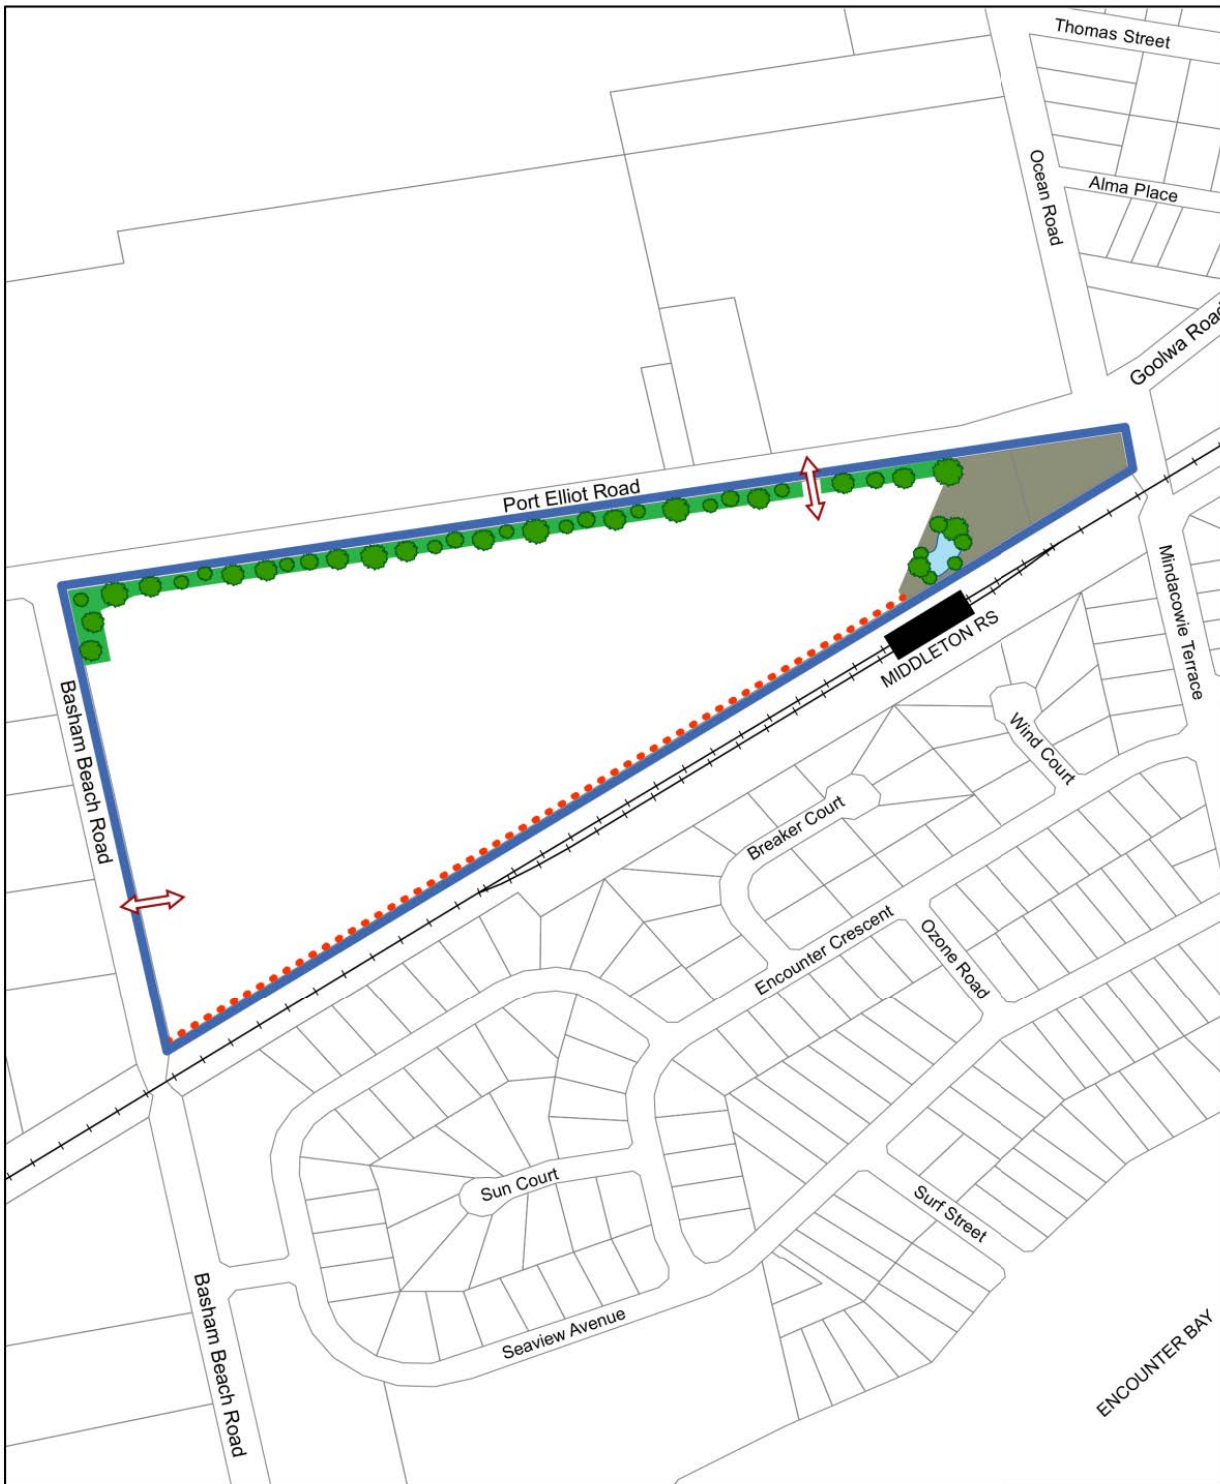 Thomas Street
Ocean Road
Alma Place
Goolwa Road
Port Elliot Road
Mindacowie Terrace
MIDDLETON RS
Basham Beach Road
Wind Court
Breaker Court
Encounter Crescent
Ozone Road
Sun Court
Surf Street
Seaview Avenue
Basham Beach Road
ENCOUNTER BAY